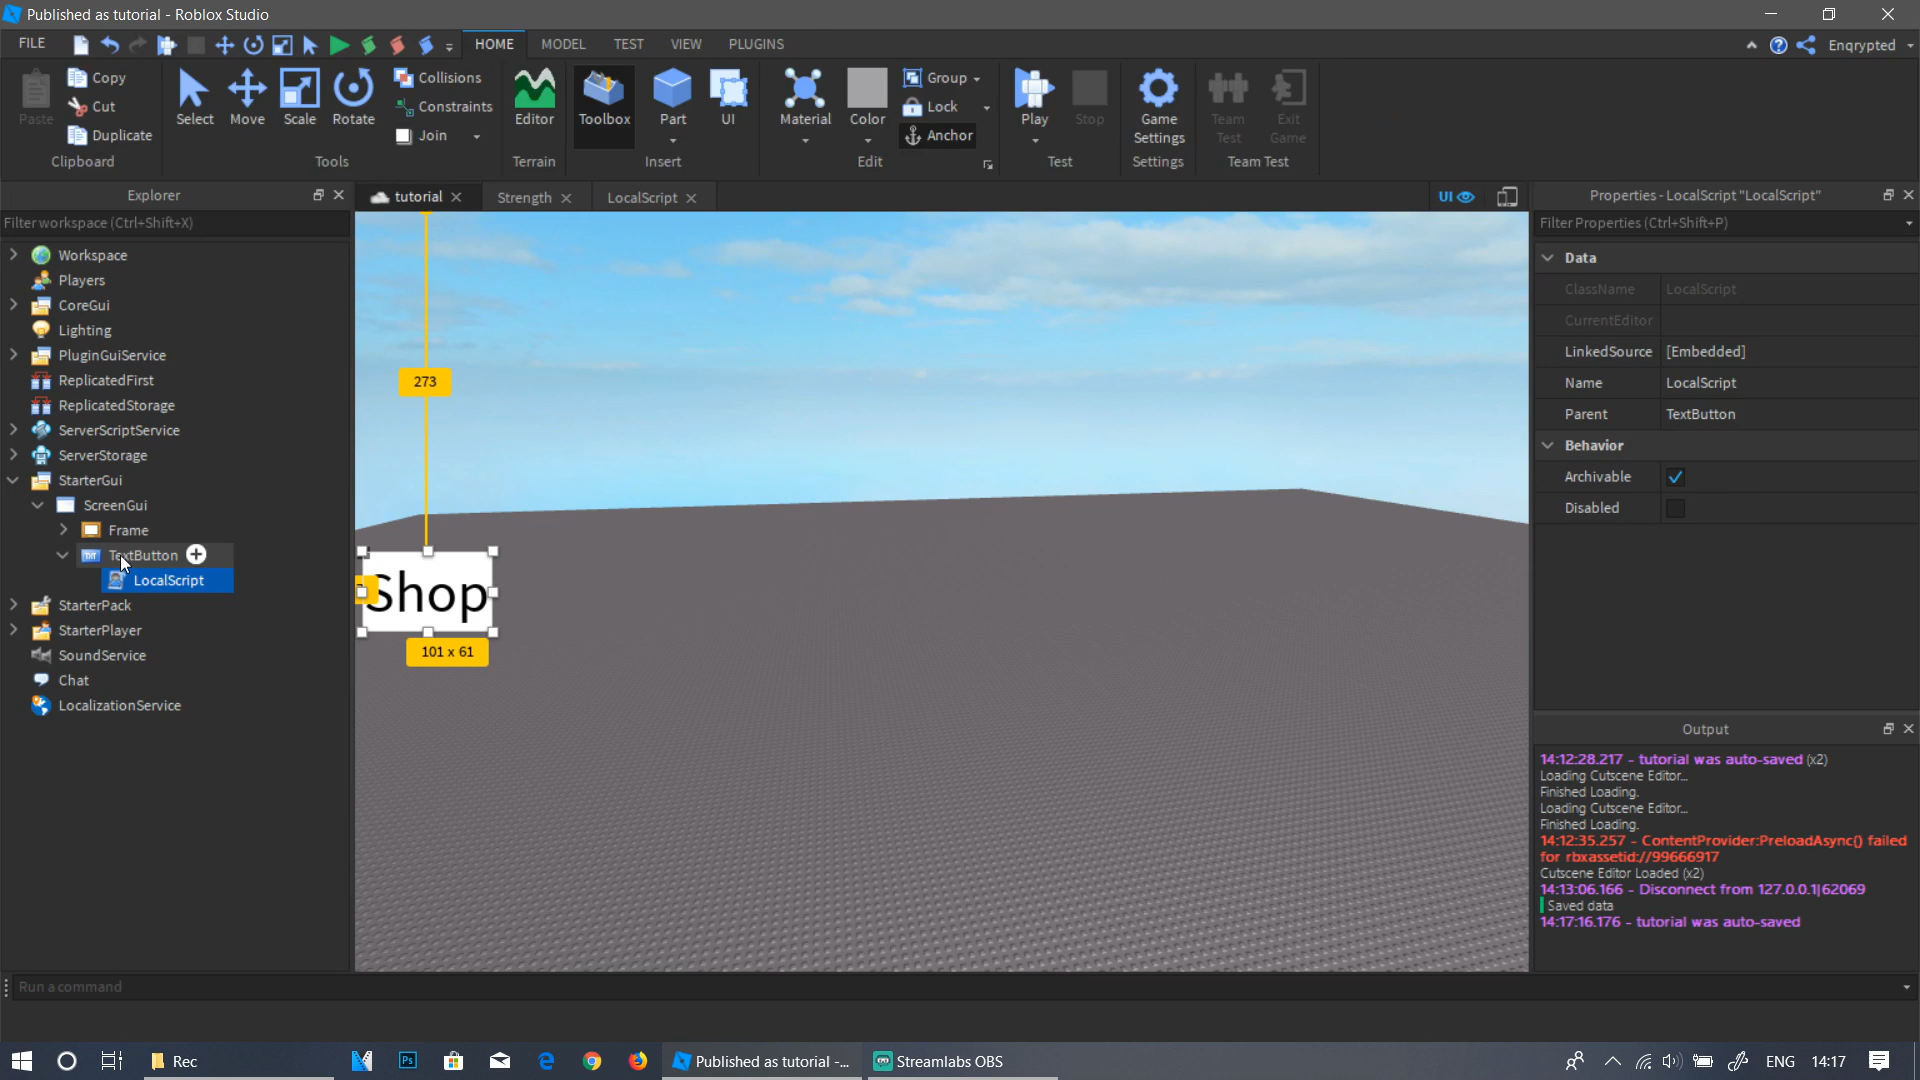 Published as tutorial - Roblox Studio
FILE
HOME
MODEL
TEST
VIEW
PLUGINS
Enqrypted
Paste
Copy
Cut
Duplicate
Clipboard
Select
Move
Scale
Rotate
Collisions
Constraints
Join
Tools
Editor
Terrain
Toolbox
Part
UI
Insert
Material
Color
Group
Lock
Anchor
Edit
Play
Stop
Test
Game
Settings
Settings
Team
Test
Exit
Game
Team Test
Explorer
tutorial
Strength
LocalScript
UI
Properties - LocalScript "LocalScript"
Filter workspace (Ctrl+Shift+X)
Filter Properties (Ctrl+Shift+P)
Workspace
Players
CoreGui
Lighting
PluginGuiService
ReplicatedFirst
ReplicatedStorage
ServerScriptService
ServerStorage
StarterGui
ScreenGui
Frame
TextButton
LocalScript
StarterPack
StarterPlayer
SoundService
Chat
LocalizationService
273
Shop
101 x 61
Data
ClassName LocalScript
CurrentEditor
LinkedSource [Embedded]
Name LocalScript
Parent TextButton
Behavior
Archivable
Disabled
Output
14:12:28.217 - tutorial was auto-saved (x2)
Loading Cutscene Editor...
Finished Loading.
Loading Cutscene Editor...
Finished Loading.
14:12:35.257 - ContentProvider:PreloadAsync() failed
for rbxassetid://99666917
Cutscene Editor Loaded (x2)
14:13:06.166 - Disconnect from 127.0.0.1|62069
Saved data
14:17:16.176 - tutorial was auto-saved
Run a command
Rec
Ps
Published as tutorial -...
Streamlabs OBS
ENG
14:17